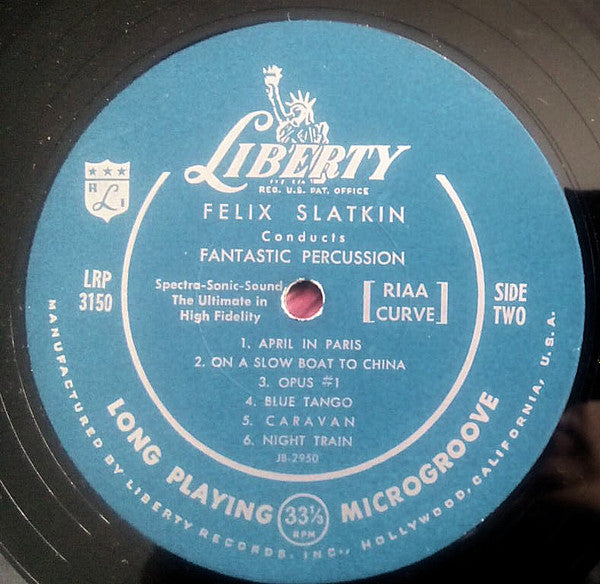 LIBERTY
REG. U.S. PAT. OFFICE
R L I
FELIX SLATKIN
Conducts
FANTASTIC PERCUSSION
LRP
3150
Spectra-Sonic-Sound
The Ultimate in
High Fidelity
[RIAA
CURVE]
SIDE
TWO
1. APRIL IN PARIS
2. ON A SLOW BOAT TO CHINA
3. OPUS #1
4. BLUE TANGO
5. CARAVAN
6. NIGHT TRAIN
JB-2950
LONG PLAYING 33⅓ RPM MICROGROOVE
MANUFACTURED BY LIBERTY RECORDS, INC., HOLLYWOOD, CALIFORNIA, U.S.A.